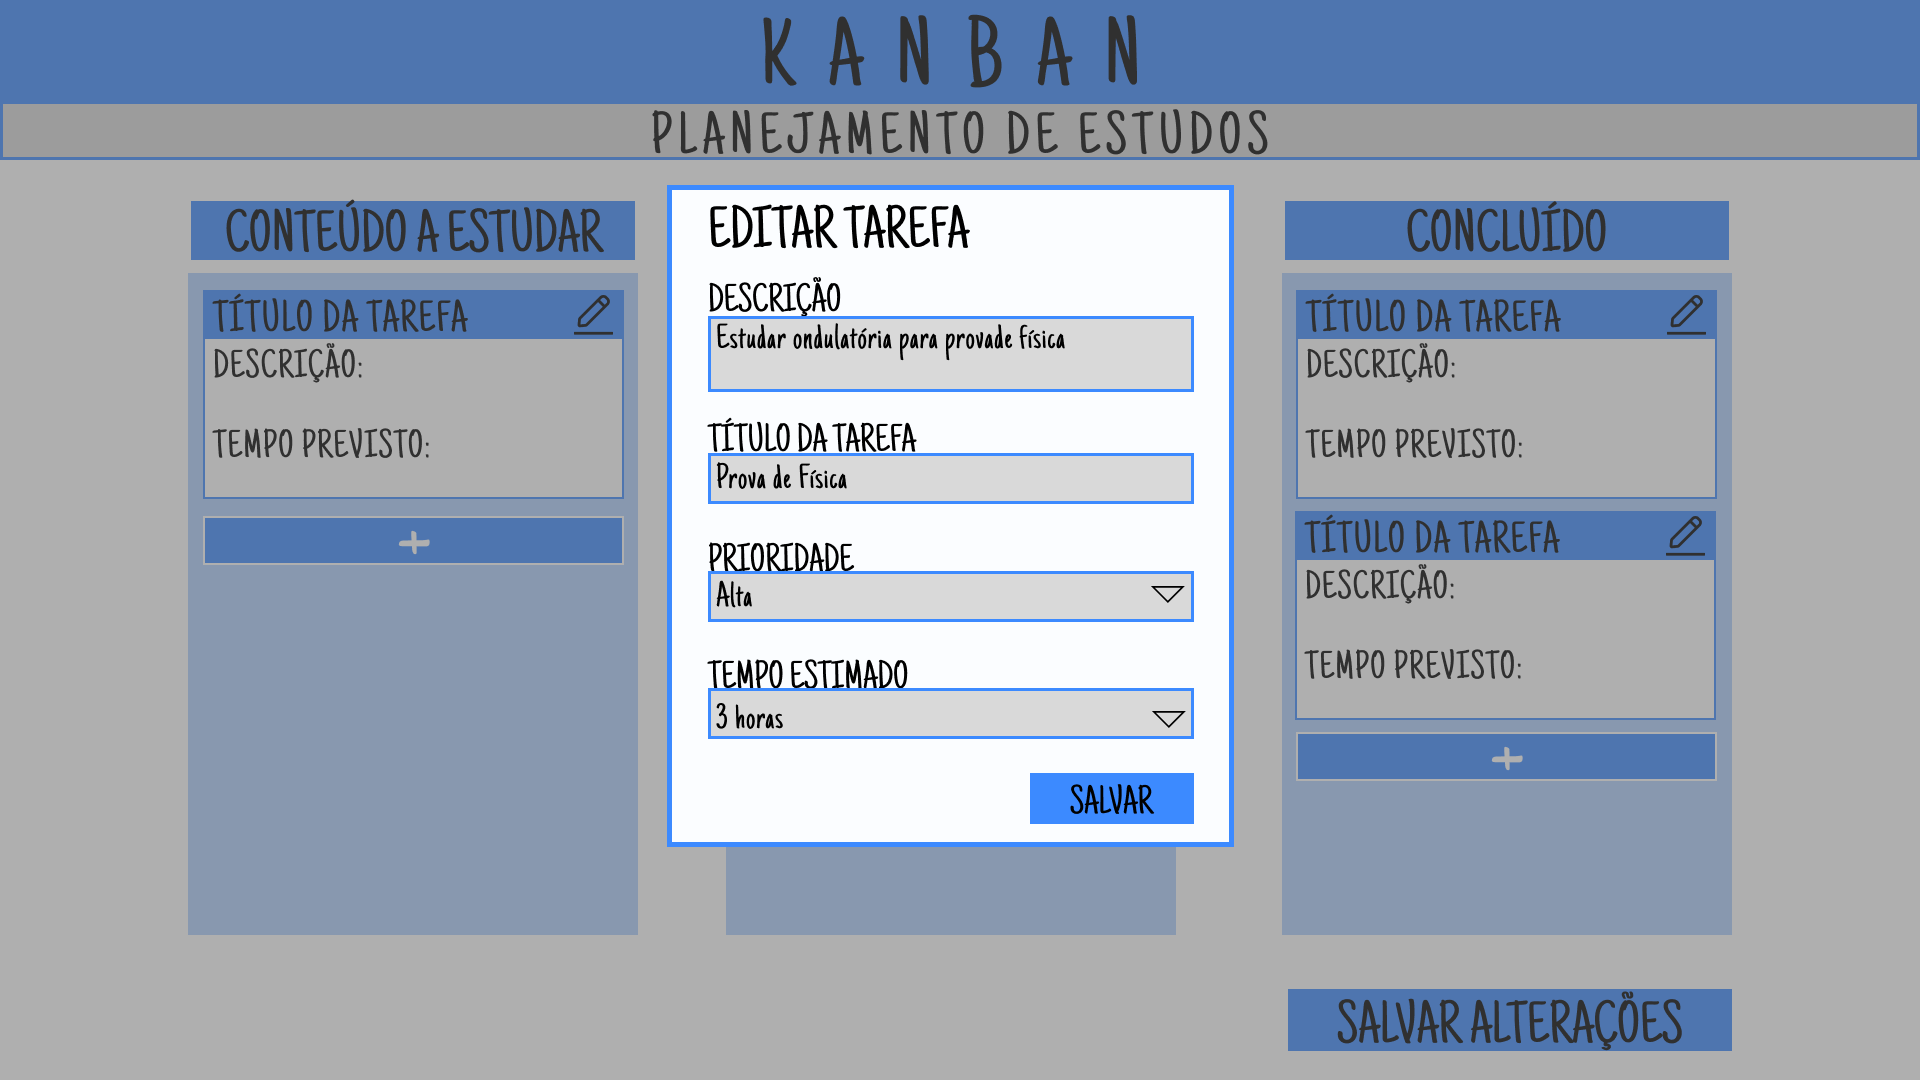 KANBAN
PLANEJAMENTO DE ESTUDOS
CONTEÚDO A ESTUDAR
TÍTULO DA TAREFA
DESCRIÇÃO:
TEMPO PREVISTO:
+
EDITAR TAREFA
DESCRIÇÃO
Estudar ondulatória para provade física
TÍTULO DA TAREFA
Prova de Física
PRIORIDADE
Alta
TEMPO ESTIMADO
3 horas
SALVAR
CONCLUÍDO
TÍTULO DA TAREFA
DESCRIÇÃO:
TEMPO PREVISTO:
TÍTULO DA TAREFA
DESCRIÇÃO:
TEMPO PREVISTO:
+
SALVAR ALTERAÇÕES